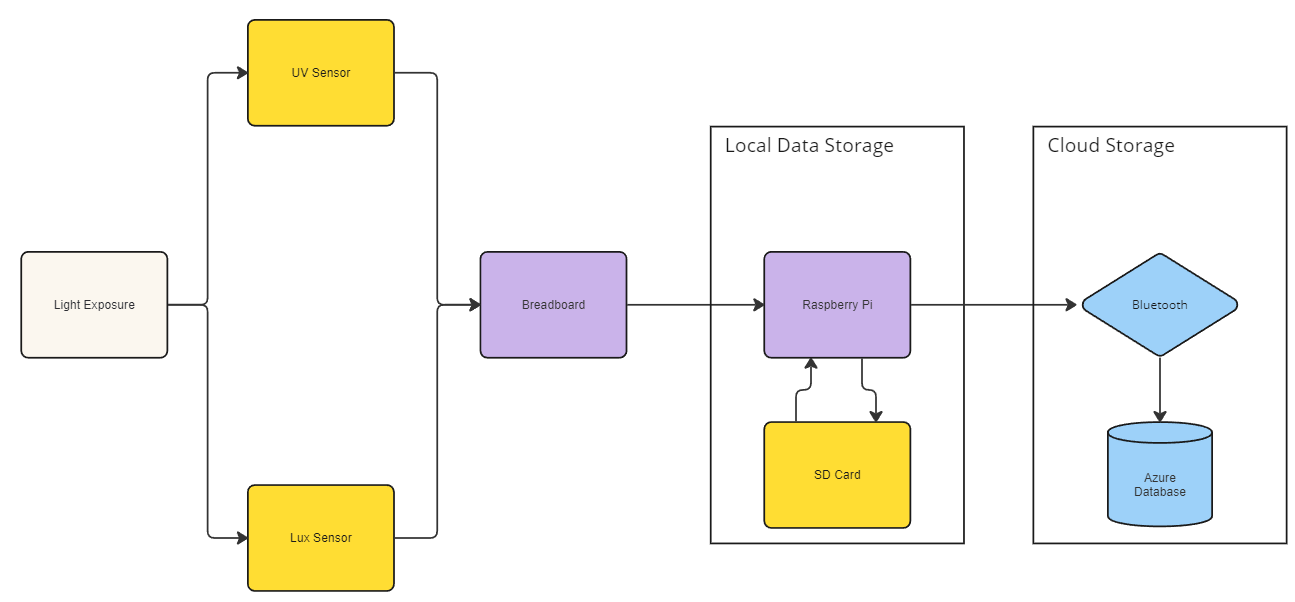 UV Sensor
Local Data Storage
Cloud Storage
Light Exposure
Breadboard
Raspberry Pi
Bluetooth
SD Card
Azure
Database
Lux Sensor